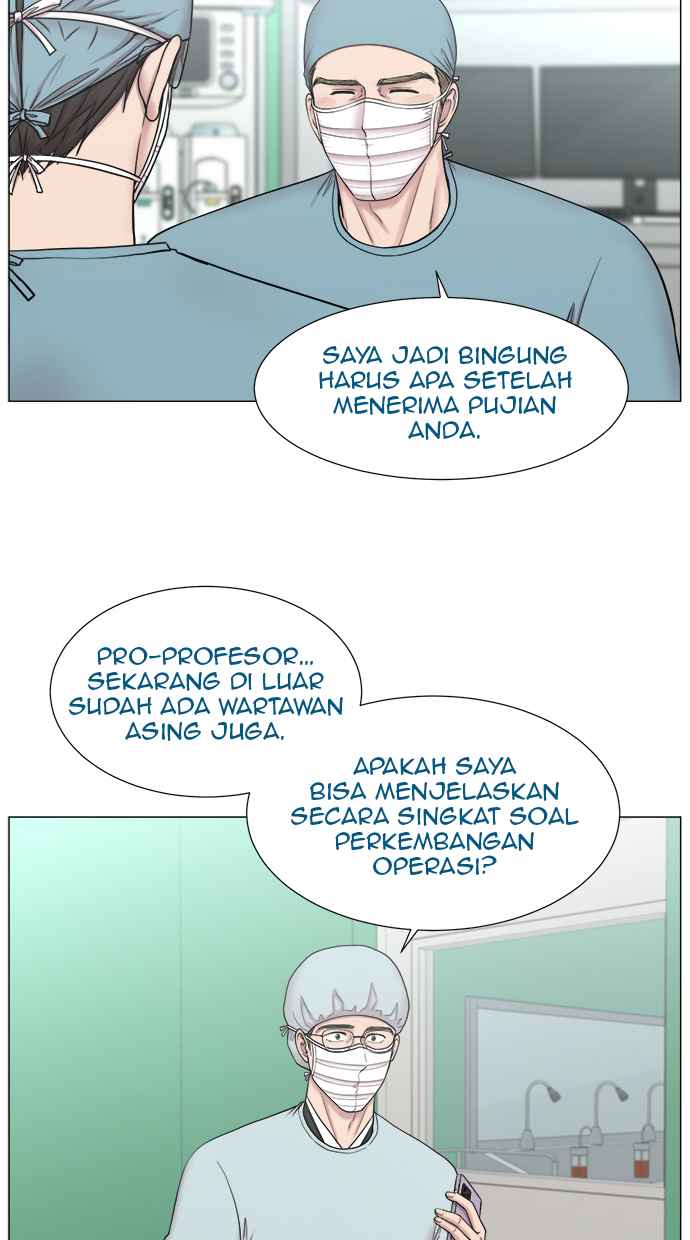 SAYA JADI BINGUNG
HARUS APA SETELAH
MENERIMA PUJIAN
ANDA.
PRO-PROFESOR...
SEKARANG DI LUAR
SUDAH ADA WARTAWAN
ASING JUGA.
APAKAH SAYA
BISA MENJELASKAN
SECARA SINGKAT SOAL
PERKEMBANGAN
OPERASI?